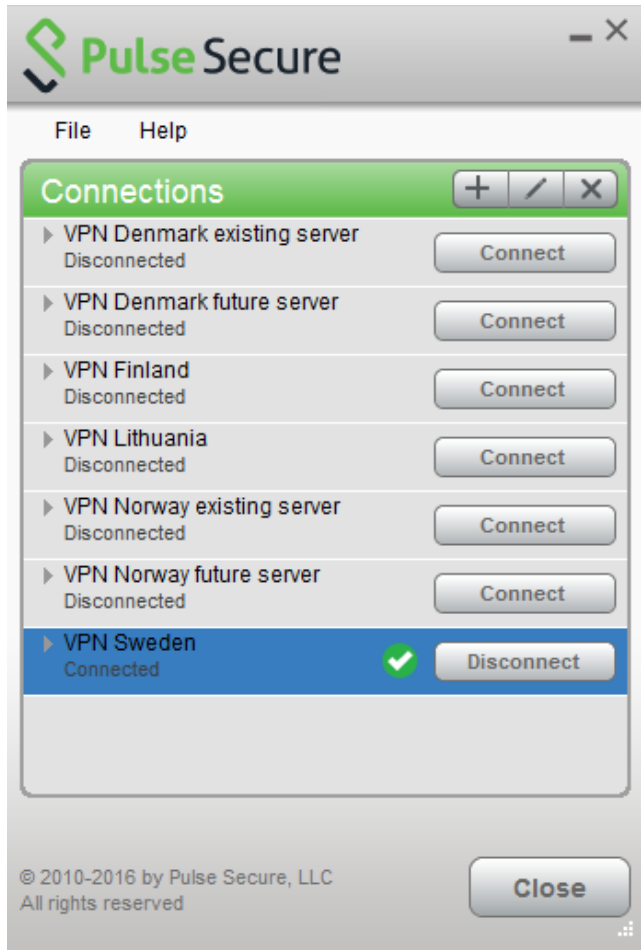 Pulse Secure
File Help
Connections
VPN Denmark existing server
Disconnected
Connect
VPN Denmark future server
Disconnected
Connect
VPN Finland
Disconnected
Connect
VPN Lithuania
Disconnected
Connect
VPN Norway existing server
Disconnected
Connect
VPN Norway future server
Disconnected
Connect
VPN Sweden
Connected
Disconnect
© 2010-2016 by Pulse Secure, LLC
All rights reserved
Close